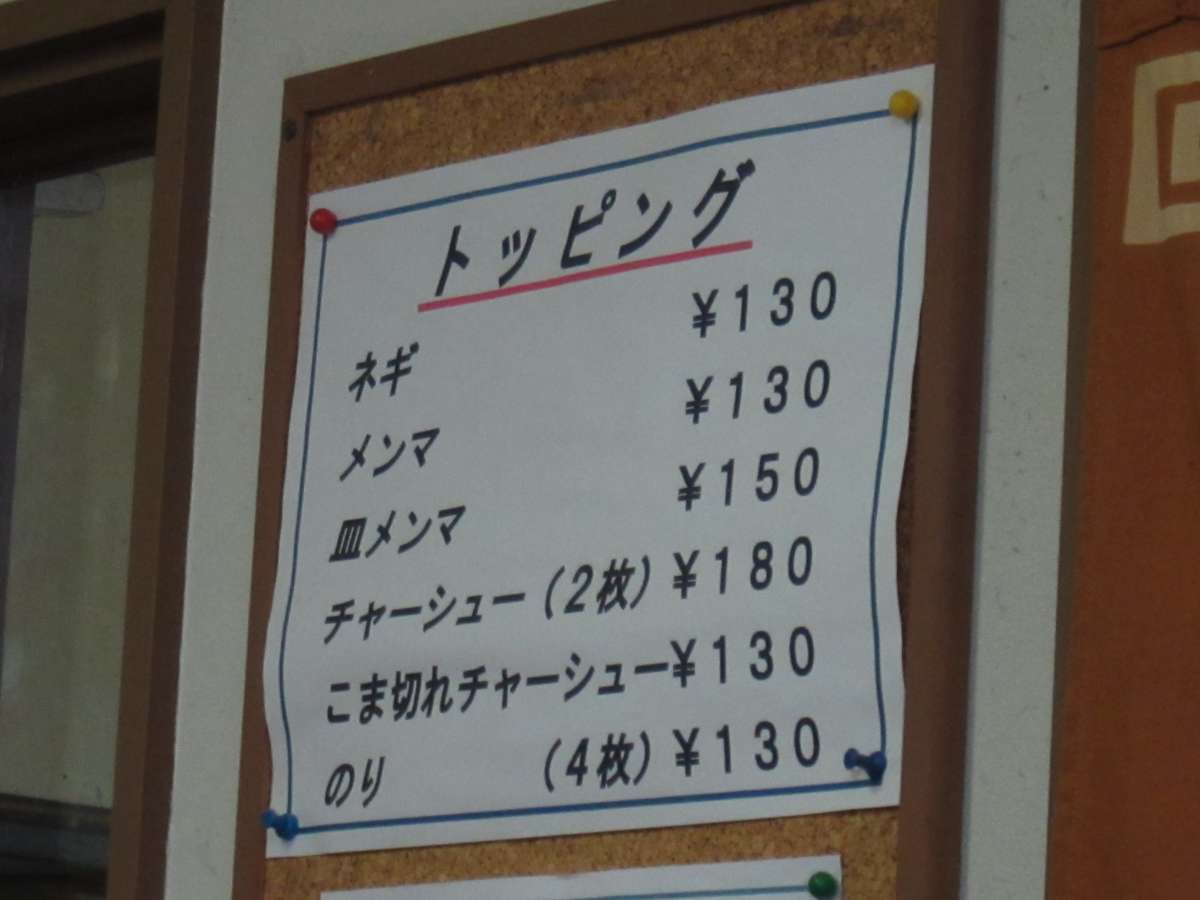 トッピング
ネギ ¥130
メンマ ¥130
皿メンマ ¥150
チャーシュー(2枚) ¥180
こま切れチャーシュー¥130
のり (4枚) ¥130